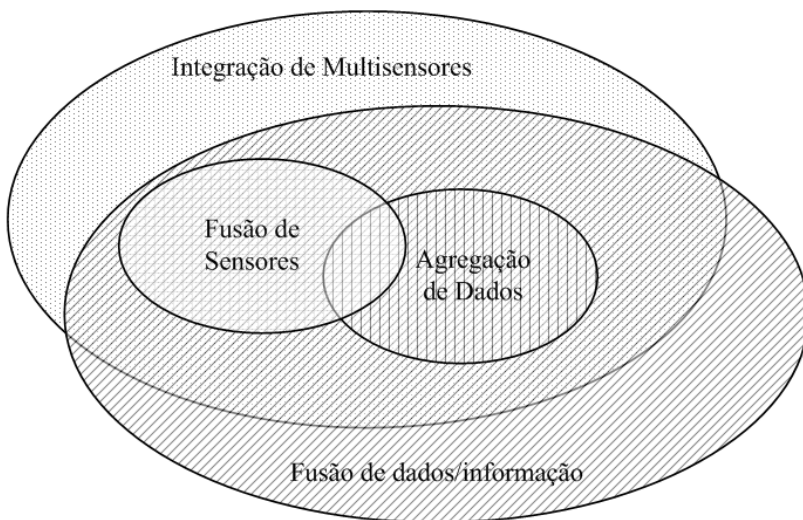 Integração de Multisensores
Fusão de
Sensores
Agregação
de Dados
Fusão de dados/informação